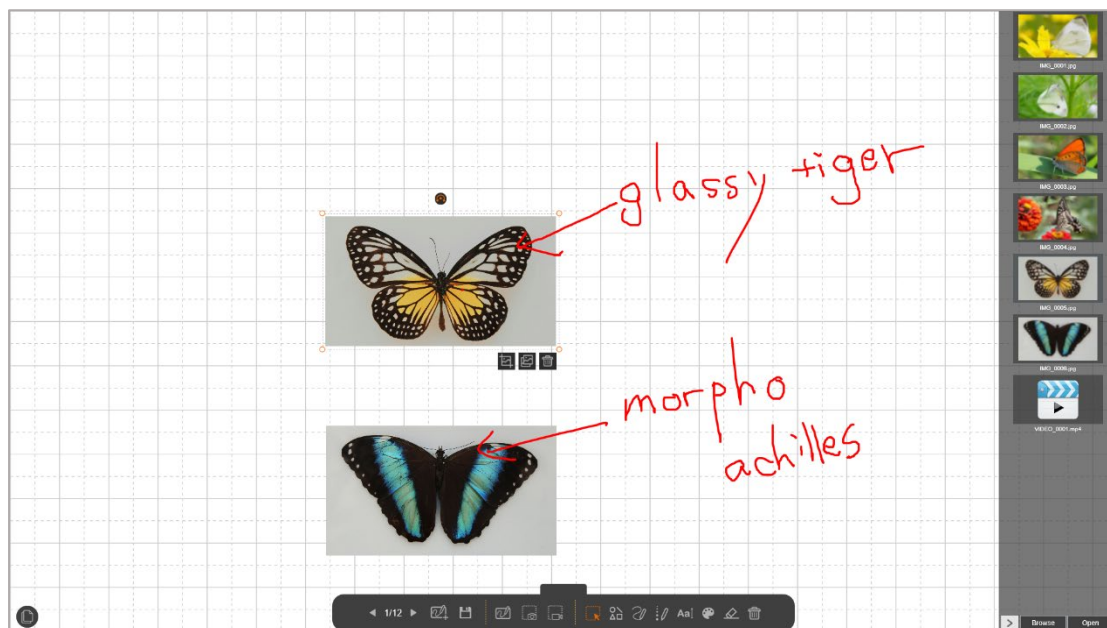 IMG_0001.jpg
IMG_0002.jpg
IMG_0003.jpg
IMG_0004.jpg
IMG_0005.jpg
IMG_0006.jpg
VIDEO_0001.mp4
glassy tiger
morpho
achilles
1/12
Aa
Browse
Open